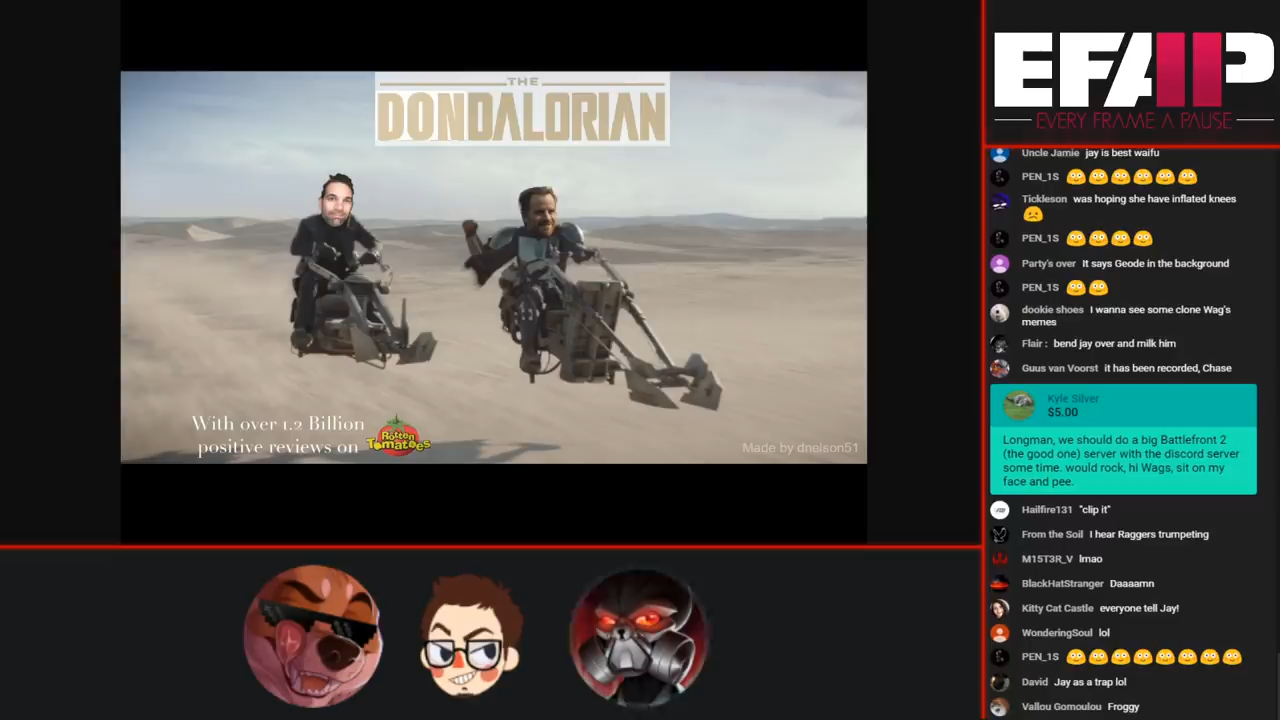 THE
DONDALORIAN
With over 1.2 Billion
positive reviews on
Rotten
Tomatoes
Made by dnelson51
EFAP
EVERY FRAME A PAUSE
Uncle Jamie jay is best waifu
PEN_1S
Tickleson was hoping she have inflated knees
PEN_1S
Party's over It says Geode in the background
PEN_1S
dookie shoes I wanna see some clone Wag's
memes
Flair : bend jay over and milk him
Guus van Voorst it has been recorded, Chase
Kyle Silver
$5.00
Longman, we should do a big Battlefront 2
(the good one) server with the discord server
some time. would rock, hi Wags, sit on my
face and pee.
Hailfire131 "clip it"
From the Soil I hear Raggers trumpeting
M15T3R_V lmao
BlackHatStranger Daaaamn
Kitty Cat Castle everyone tell Jay!
WonderingSoul lol
PEN_1S
David Jay as a trap lol
Vallou Gomoulou Froggy